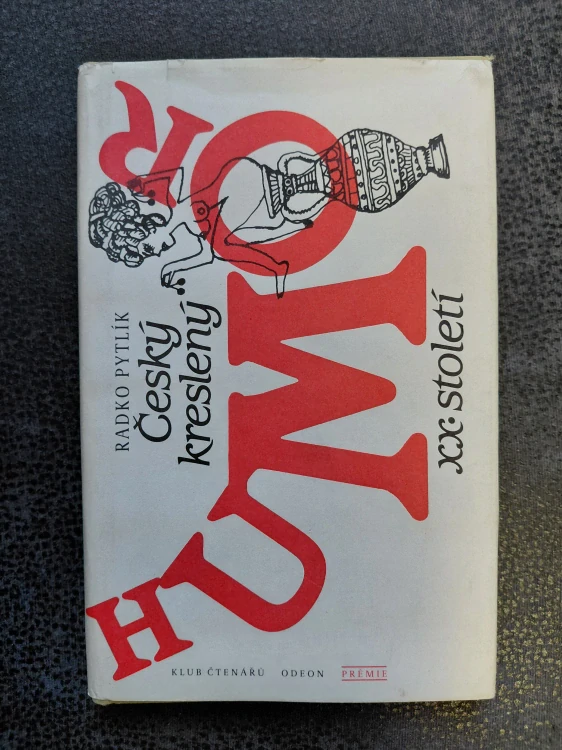 RADKO PYTLÍK
Český
kreslený
HUMOR
XX. století
KLUB ČTENÁŘŮ ODEON PRÉMIE